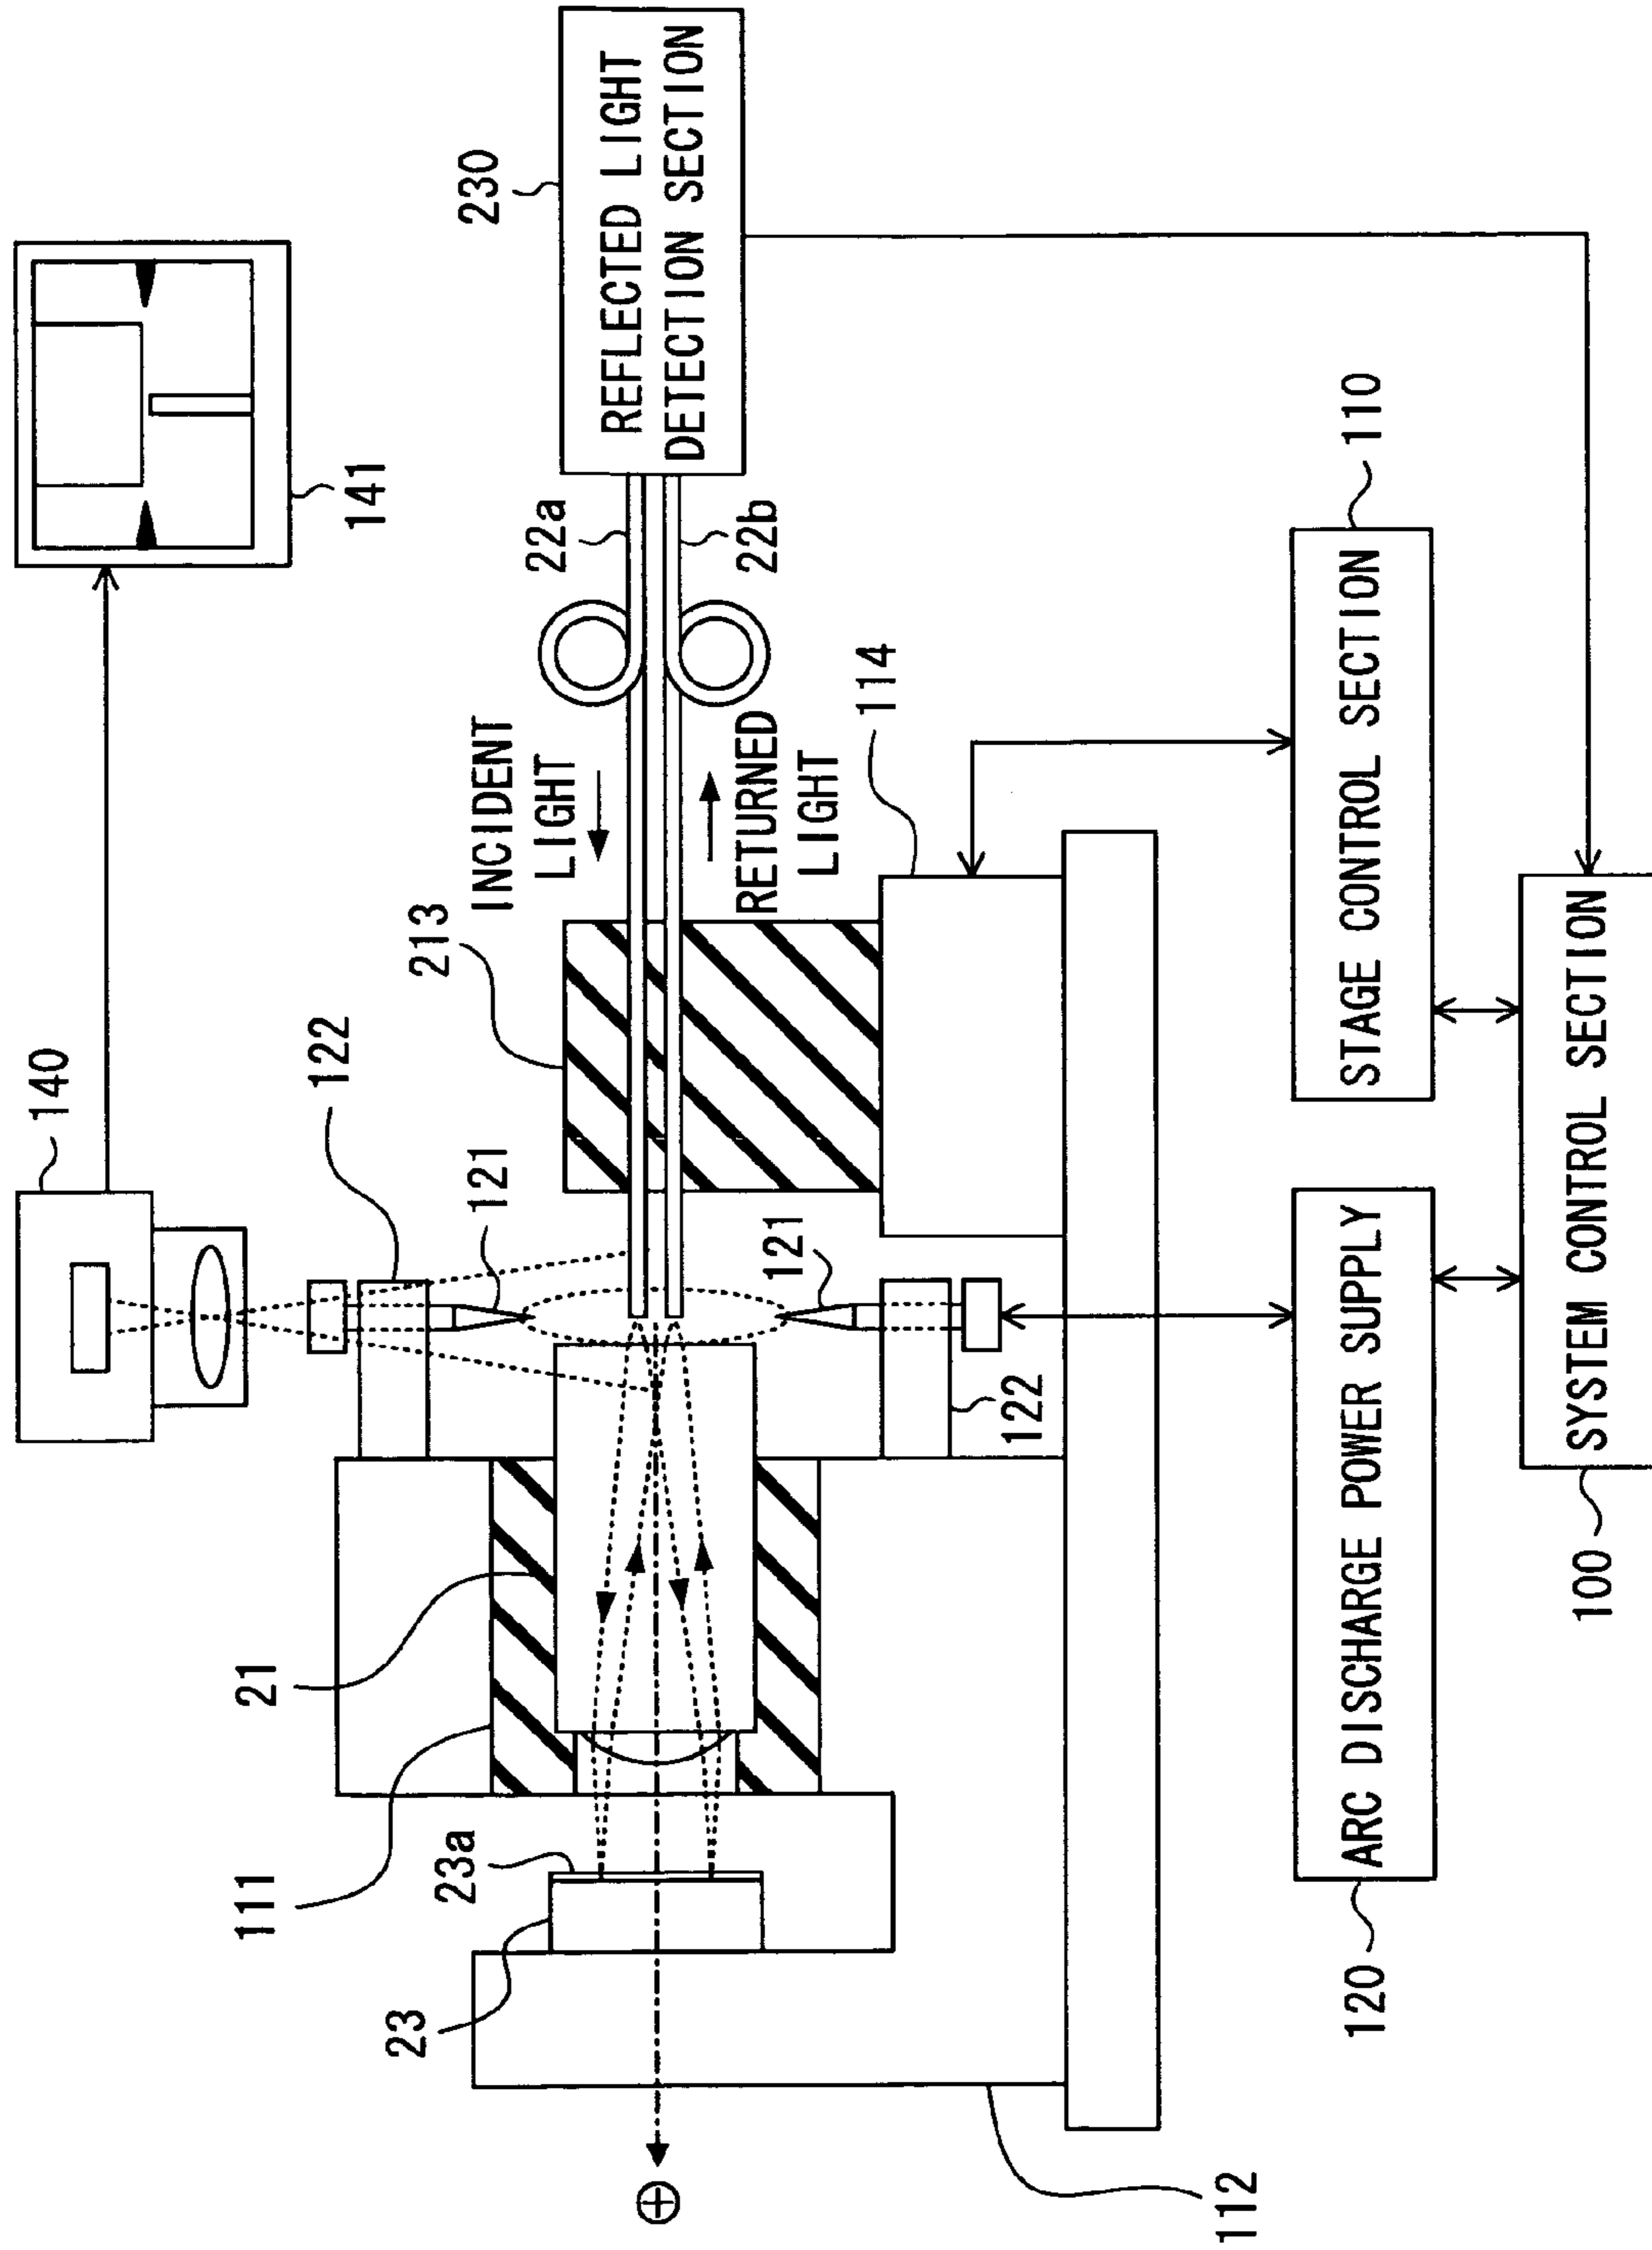 140
141
122
121
213
230
REFLECTED LIGHT
DETECTION SECTION
22a
22b
INCIDENT
LIGHT
RETURNED
LIGHT
114
121
122
21
111
23a
23
112
110
STAGE CONTROL SECTION
120
ARC DISCHARGE POWER SUPPLY
100
SYSTEM CONTROL SECTION